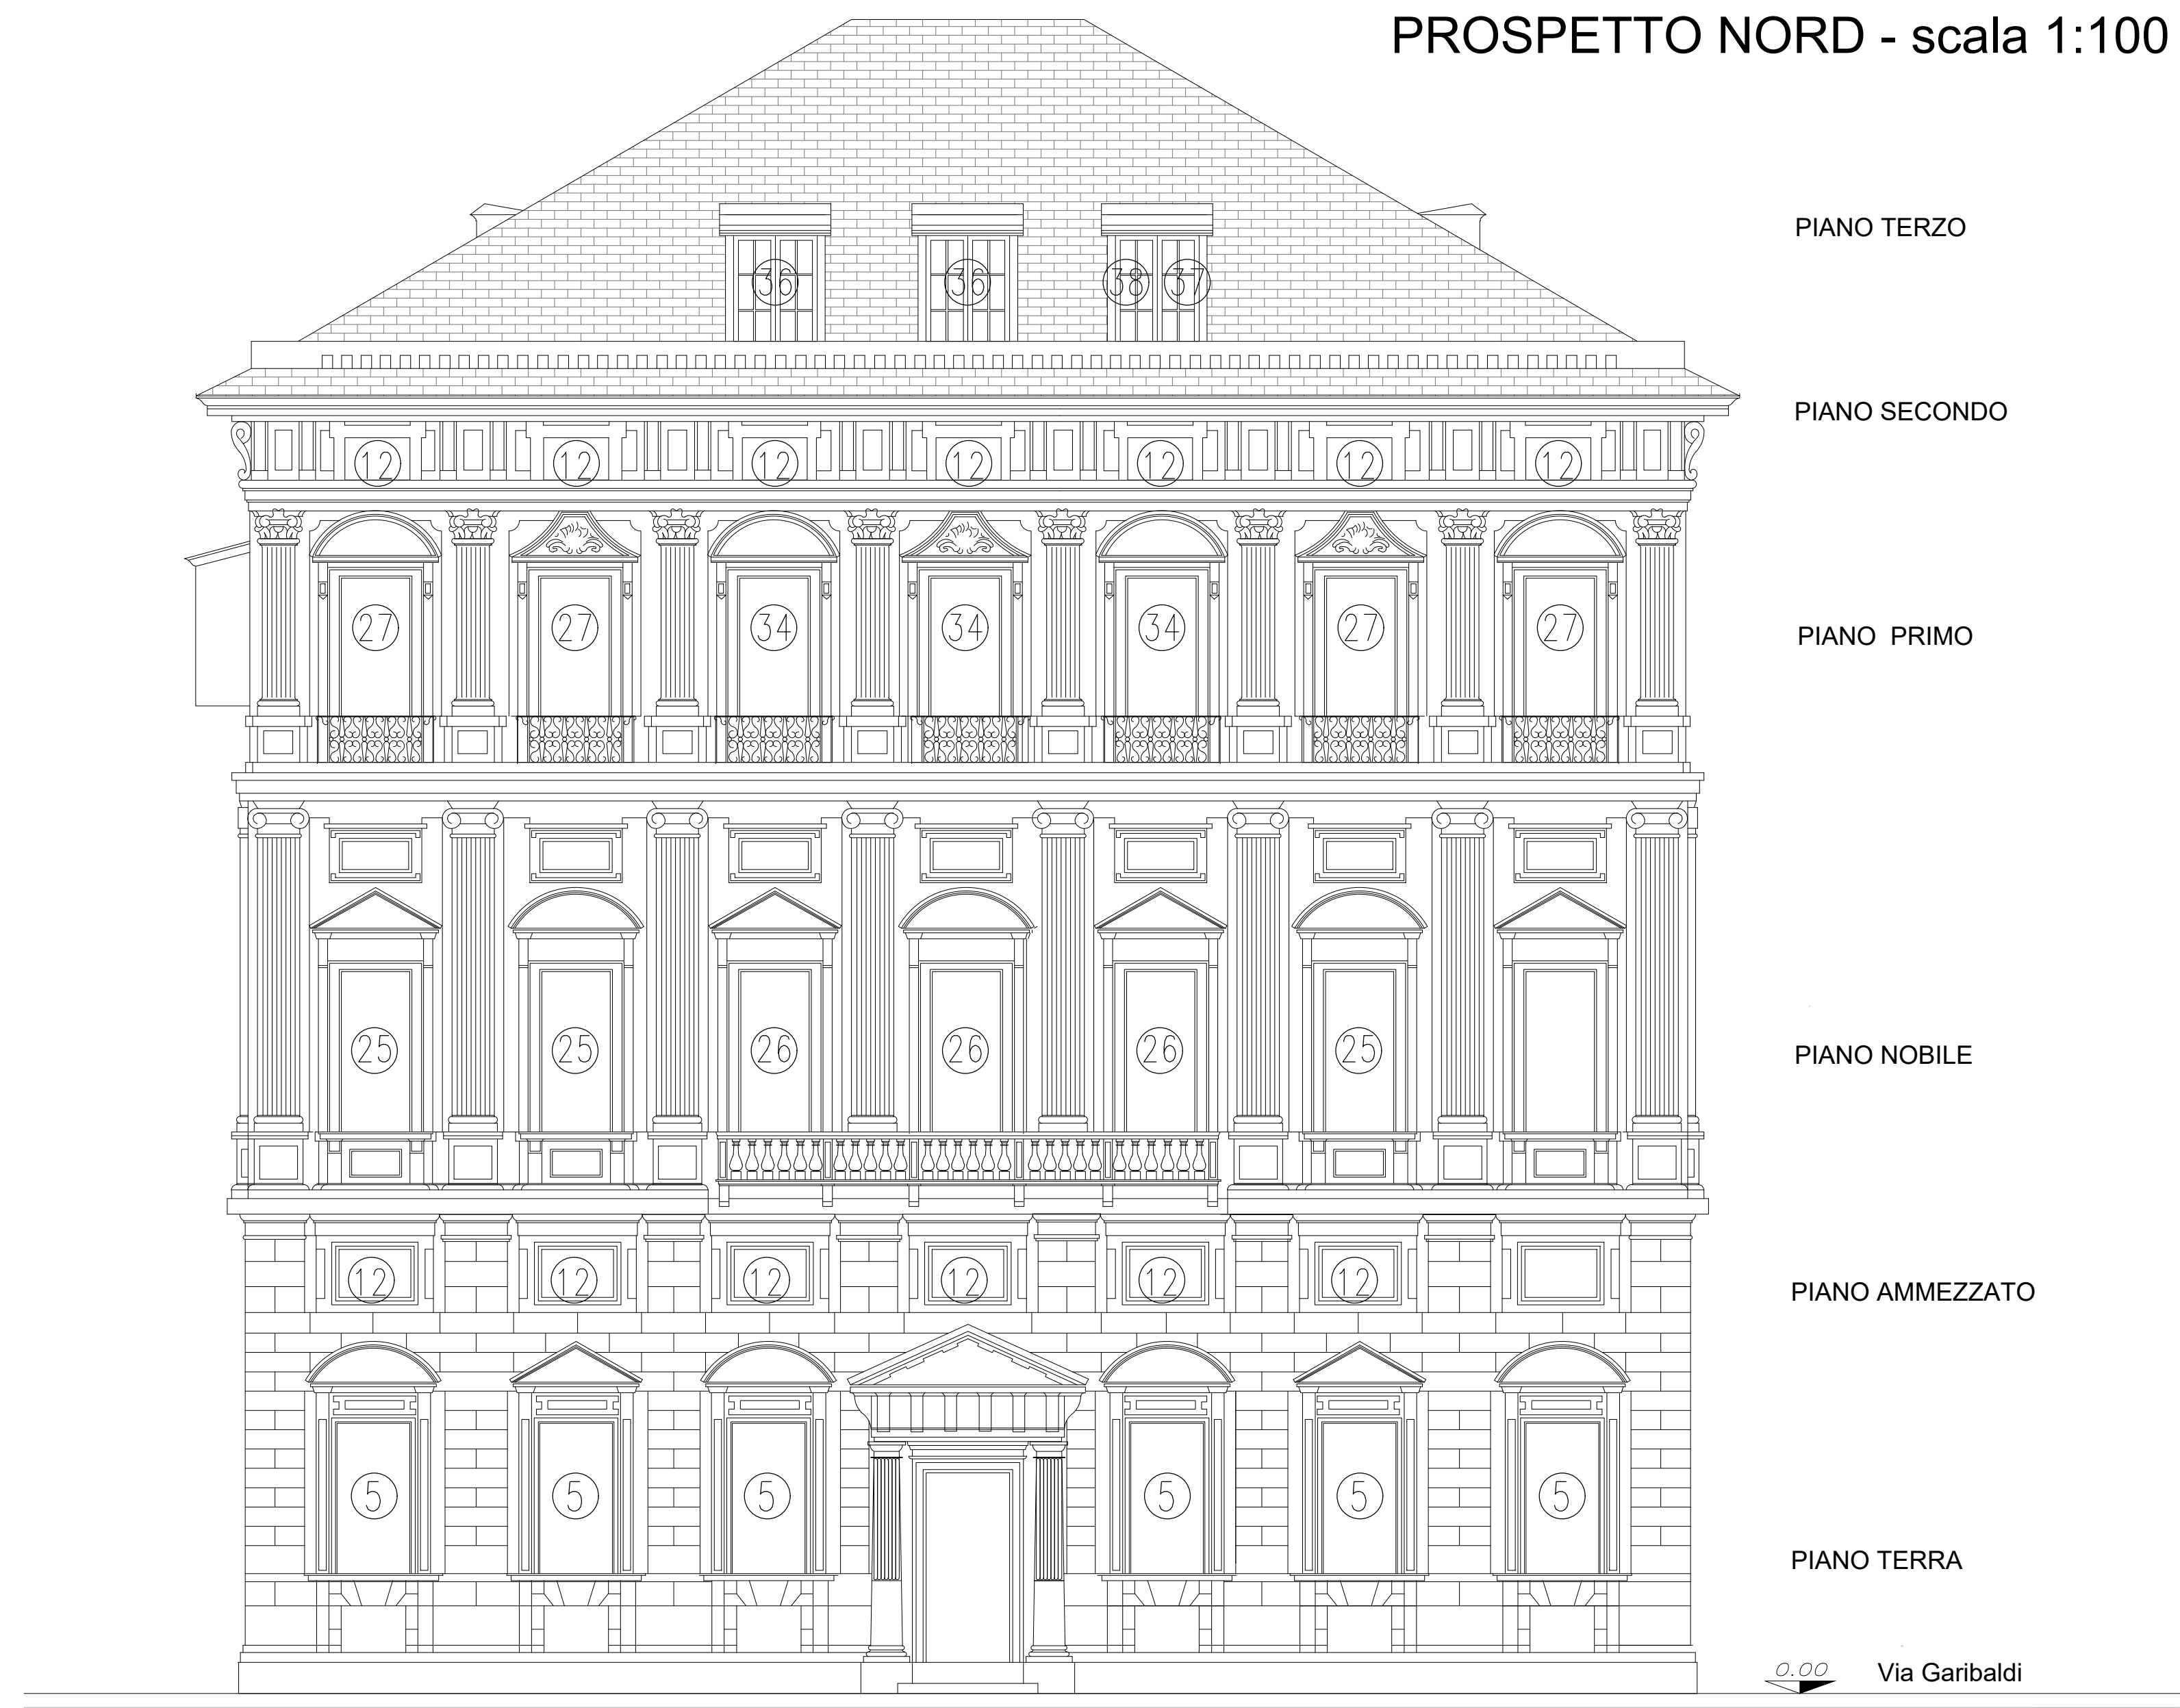 PROSPETTO NORD - scala 1:100
PIANO TERZO
36 36 38 37
PIANO SECONDO
12 12 12 12 12 12 12
27 27 34 34 34 27 27
PIANO PRIMO
25 25 26 26 26 25
PIANO NOBILE
12 12 12 12 12 12
PIANO AMMEZZATO
5 5 5 5 5 5
PIANO TERRA
0.00 Via Garibaldi